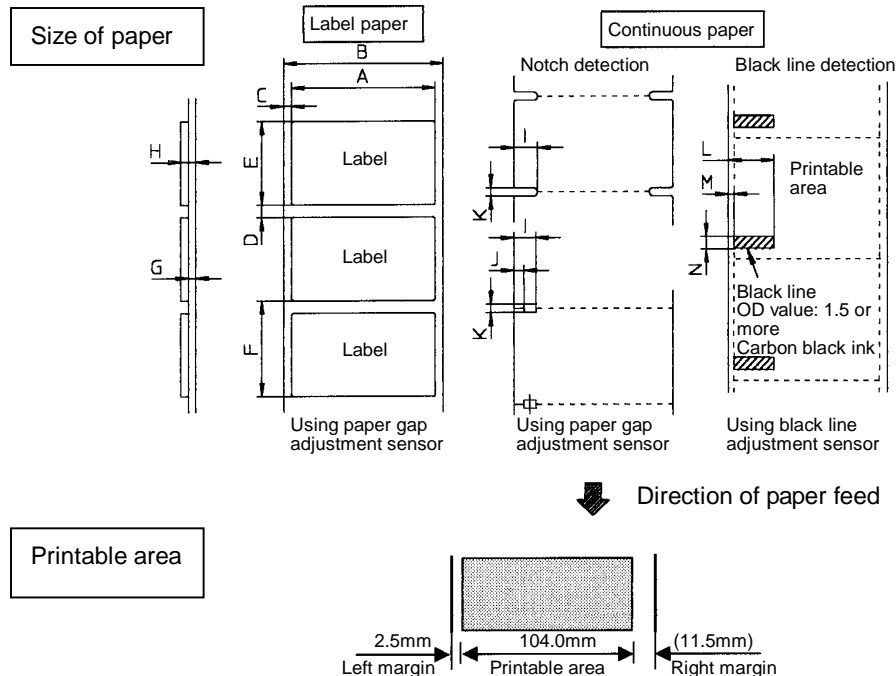 Size of paper
Label paper
Continuous paper
B
A
C
Notch detection
Black line detection
H
E
Label
I
L
Printable
area
M
K
D
Label
I
G
J
N
Black line
OD value: 1.5 or
more
Carbon black ink
K
F
Label
Using paper gap
adjustment sensor
Using paper gap
adjustment sensor
Using black line
adjustment sensor
Direction of paper feed
Printable area
2.5mm
104.0mm
(11.5mm)
Left margin
Printable area
Right margin